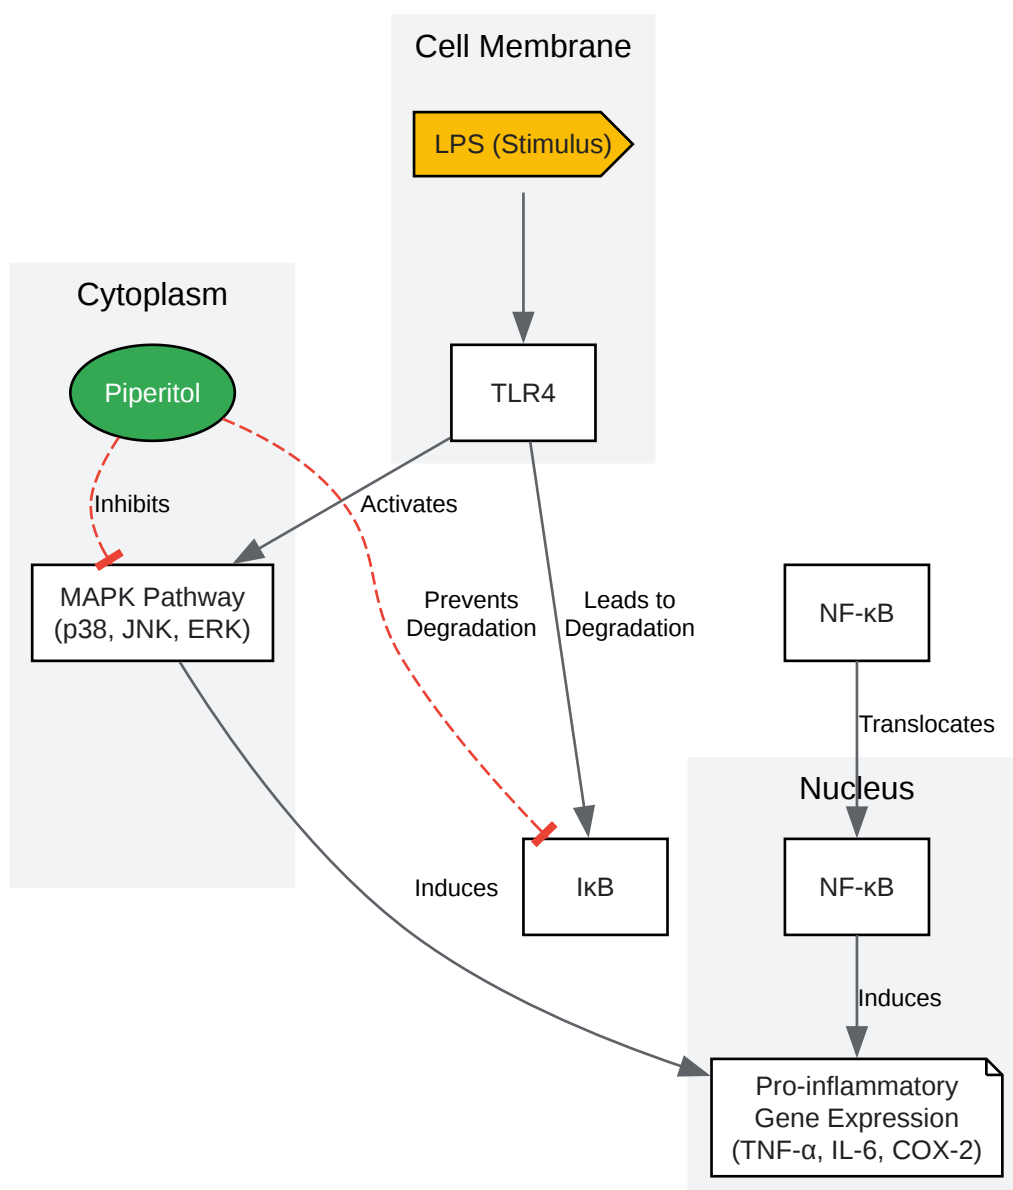 Cell Membrane
LPS (Stimulus)
Cytoplasm
Piperitol
TLR4
Inhibits
Activates
MAPK Pathway
(p38, JNK, ERK)
Prevents
Degradation
Leads to
Degradation
NF-κB
Translocates
Nucleus
Induces
IκB
NF-κB
Induces
Pro-inflammatory
Gene Expression
(TNF-α, IL-6, COX-2)